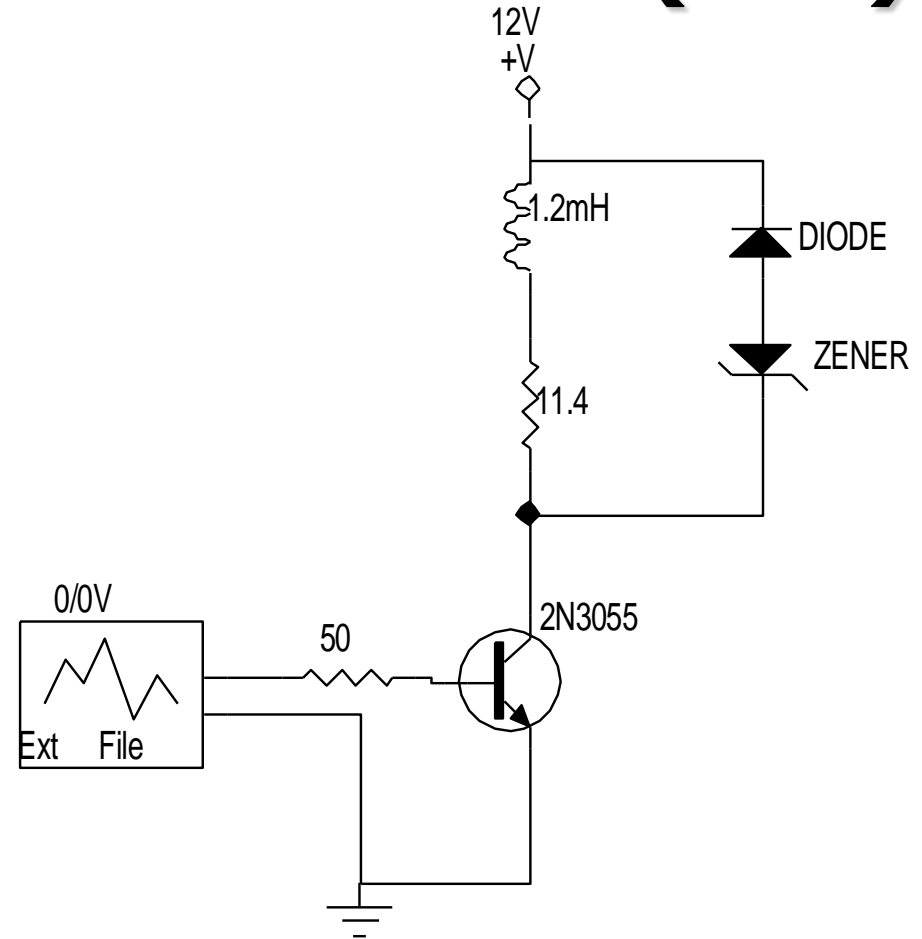 12V
+V
1.2mH
DIODE
ZENER
11.4
0/0V
50
2N3055
Ext File